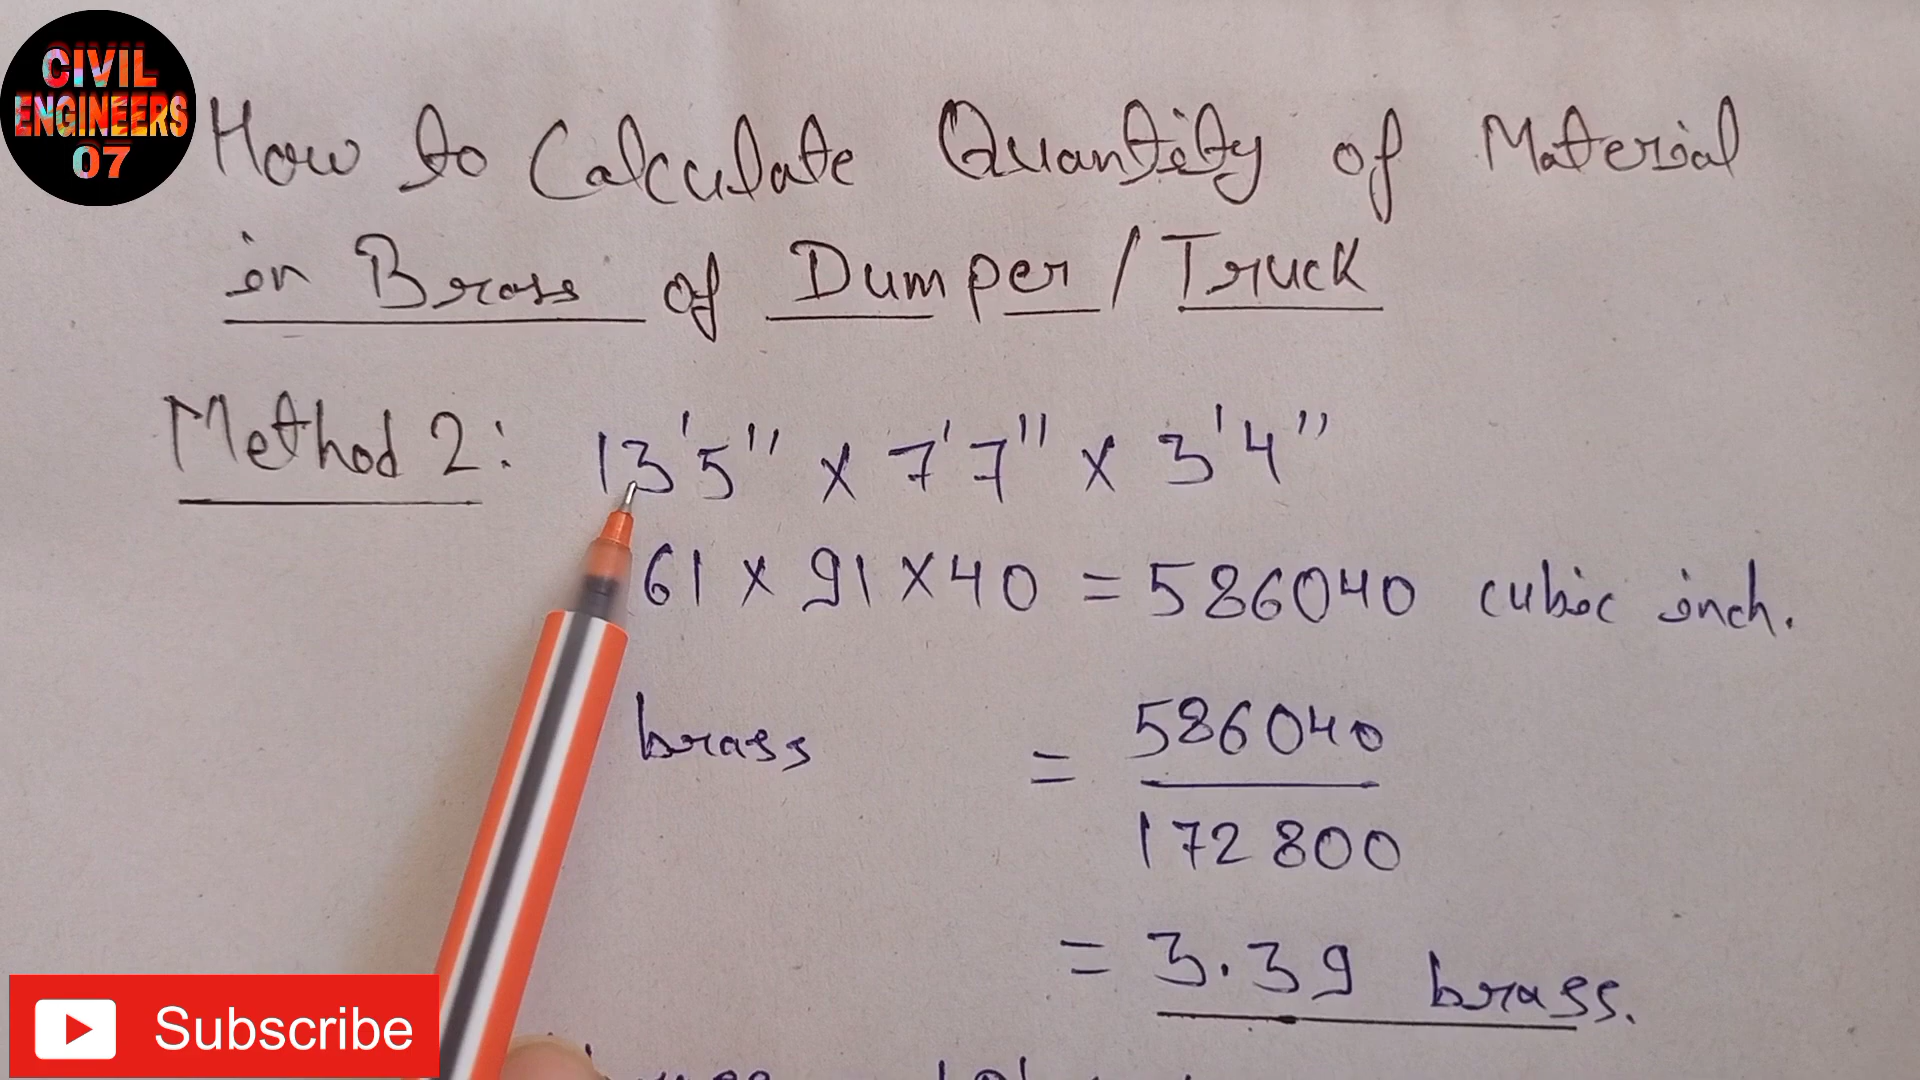 CIVIL
ENGINEERS
07
How to Calculate Quantity of Material
in Brass of Dumper / Truck
Method 2: 13'5" x 7'7" x 3'4"
61 x 91 x 40 = 586040 cubic inch.
brass = 586040
172800
= 3.39 brass.
Subscribe